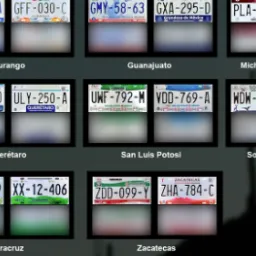 GFF-030-C GMY-58-63 GXA-295-D PLA-
urango Guanajuato Mich
ULY-250-A UWF-792-M VDD-769-A WDW-
QUERÉTARO
erétaro San Luis Potosí So
XX-12-406 ZDD-099-Y ZHA-784-C
racruz Zacatecas